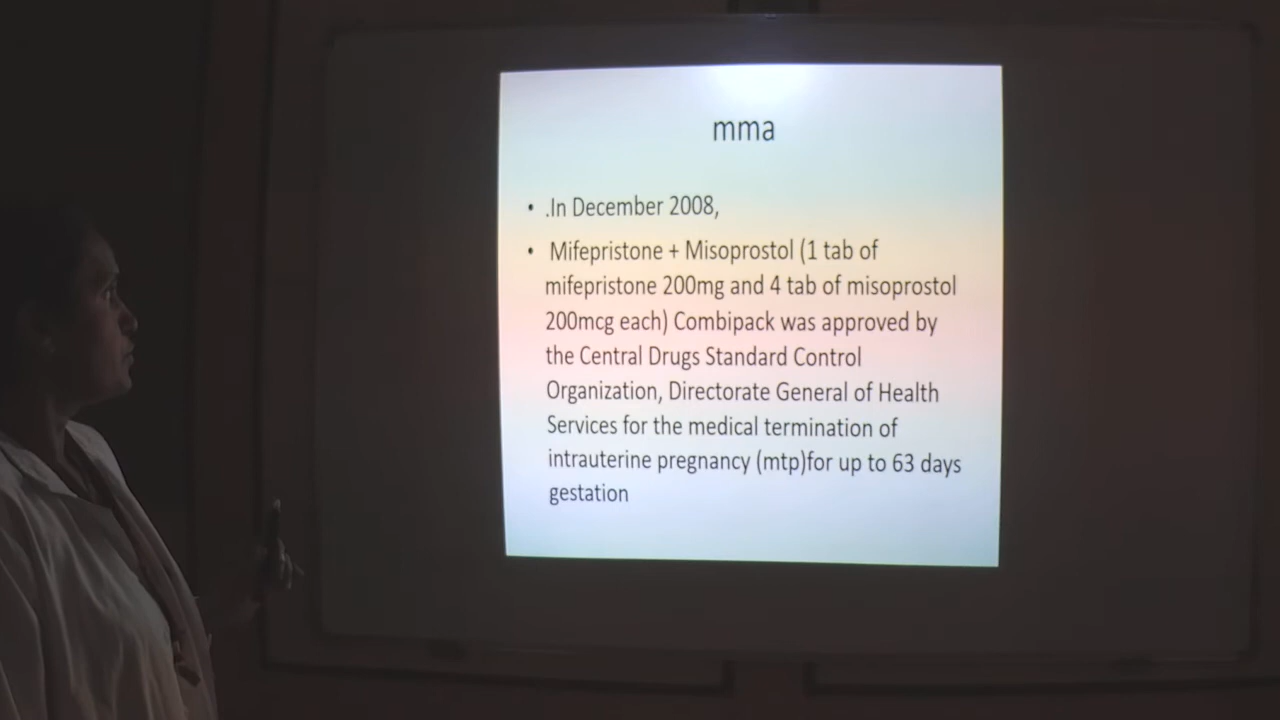 mma
• .In December 2008,
• Mifepristone + Misoprostol (1 tab of
mifepristone 200mg and 4 tab of misoprostol
200mcg each) Combipack was approved by
the Central Drugs Standard Control
Organization, Directorate General of Health
Services for the medical termination of
intrauterine pregnancy (mtp)for up to 63 days
gestation